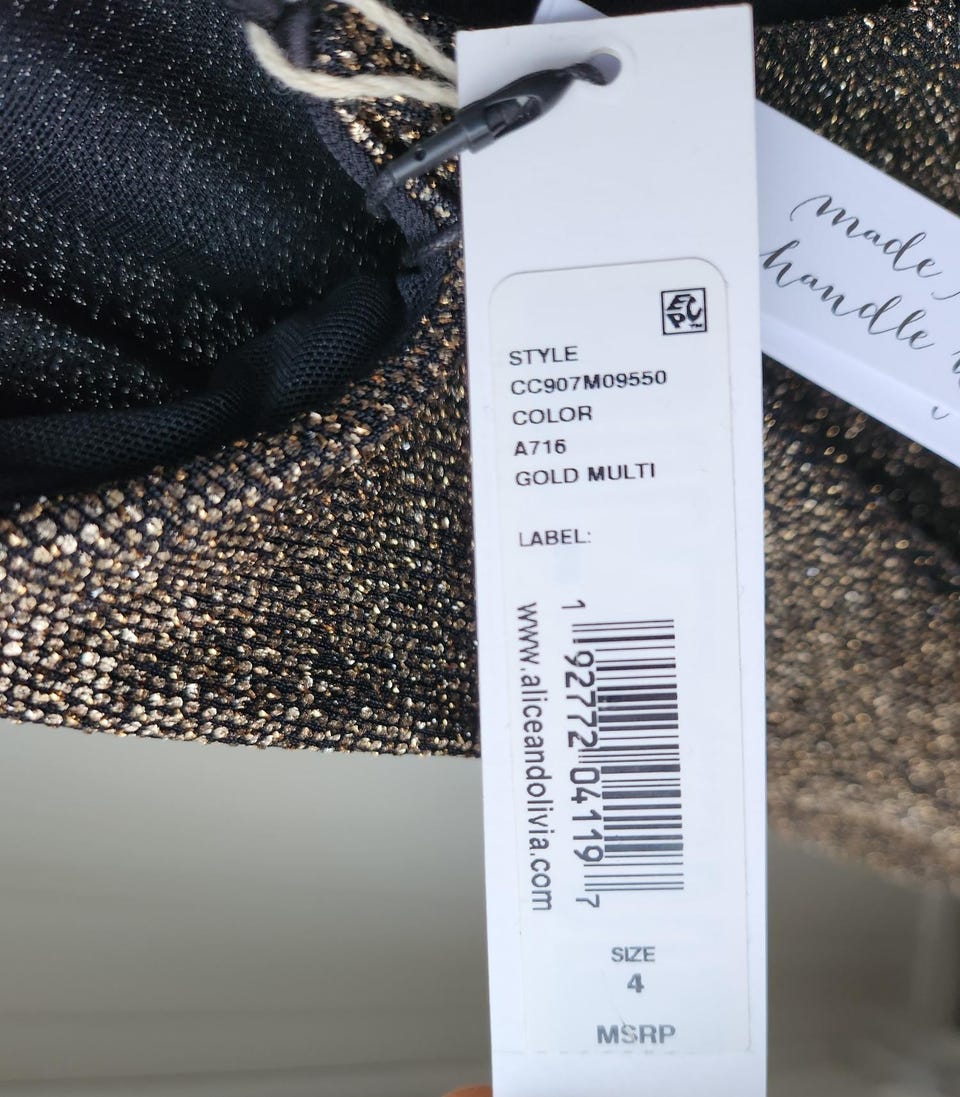 EPC™
STYLE
CC907M09550
COLOR
A716
GOLD MULTI
LABEL:
1 92772 04119 7
www.aliceandolivia.com
SIZE
4
MSRP
made
handle